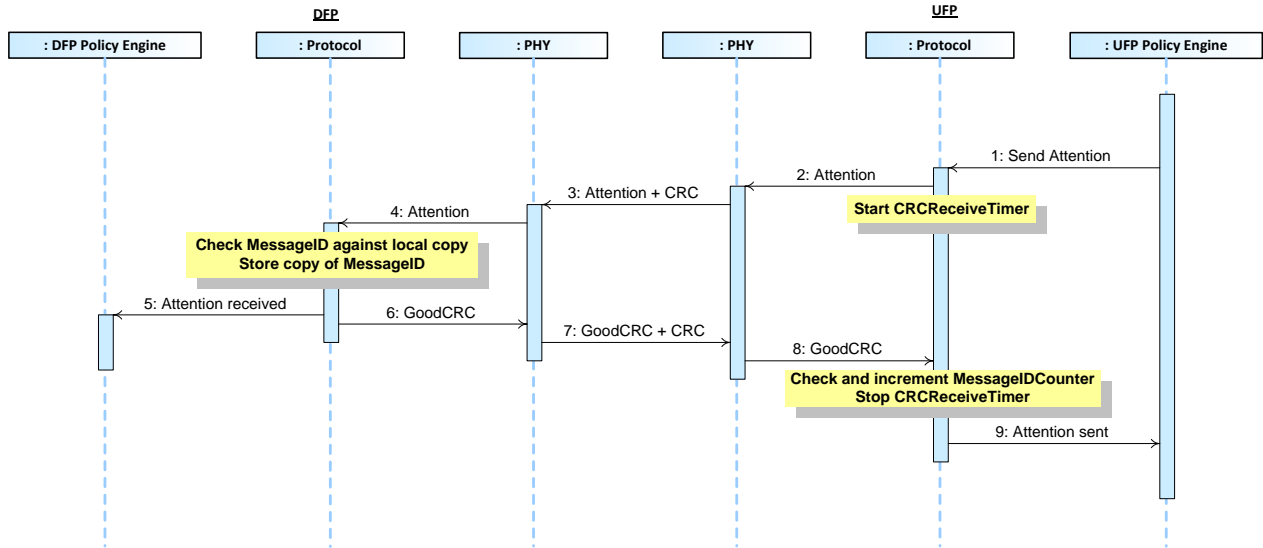 DFP
UFP
: DFP Policy Engine
: Protocol
: PHY
: PHY
: Protocol
: UFP Policy Engine
1: Send Attention
2: Attention
3: Attention + CRC
Start CRCReceiveTimer
4: Attention
Check MessageID against local copy
Store copy of MessageID
5: Attention received
6: GoodCRC
7: GoodCRC + CRC
8: GoodCRC
Check and increment MessageIDCounter
Stop CRCReceiveTimer
9: Attention sent